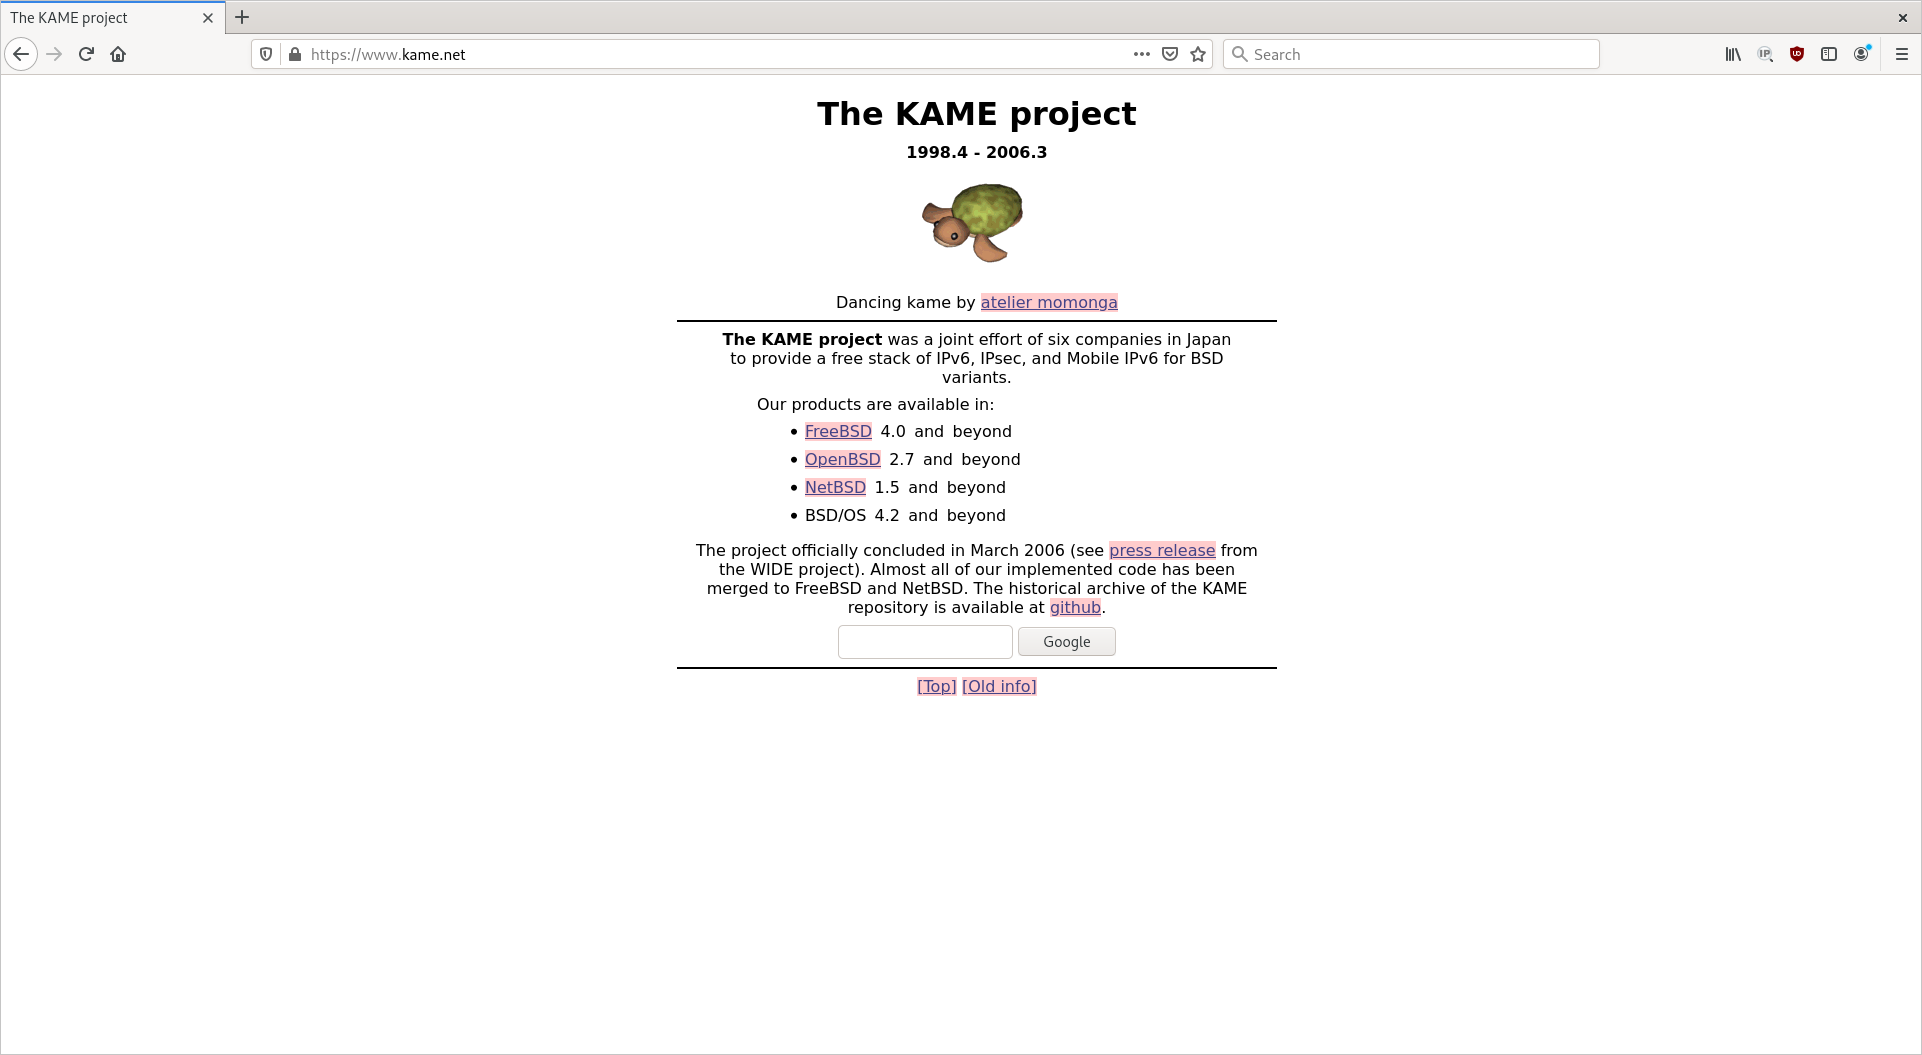 The KAME project
https://www.kame.net
Search
IP
The KAME project
1998.4 - 2006.3
Dancing kame by atelier momonga
The KAME project was a joint effort of six companies in Japan
to provide a free stack of IPv6, IPsec, and Mobile IPv6 for BSD
variants.
Our products are available in:
• FreeBSD 4.0 and beyond
• OpenBSD 2.7 and beyond
• NetBSD 1.5 and beyond
• BSD/OS 4.2 and beyond
The project officially concluded in March 2006 (see press release from
the WIDE project). Almost all of our implemented code has been
merged to FreeBSD and NetBSD. The historical archive of the KAME
repository is available at github.
Google
[Top] [Old info]